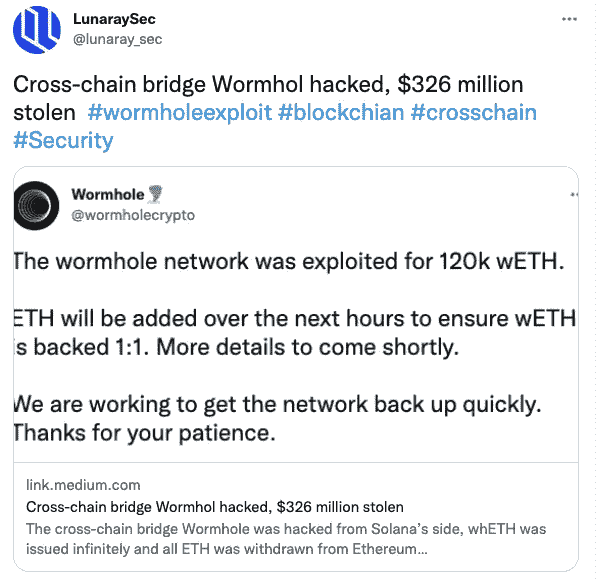 LunaraySec
@lunaray_sec
Cross-chain bridge Wormhol hacked, $326 million
stolen #wormholeexploit #blockchian #crosschain
#Security
Wormhole🌪
@wormholecrypto
The wormhole network was exploited for 120k wETH.
ETH will be added over the next hours to ensure wETH
is backed 1:1. More details to come shortly.
We are working to get the network back up quickly.
Thanks for your patience.
link.medium.com
Cross-chain bridge Wormhol hacked, $326 million stolen
The cross-chain bridge Wormhole was hacked from Solana's side, whETH was
issued infinitely and all ETH was withdrawn from Ethereum...